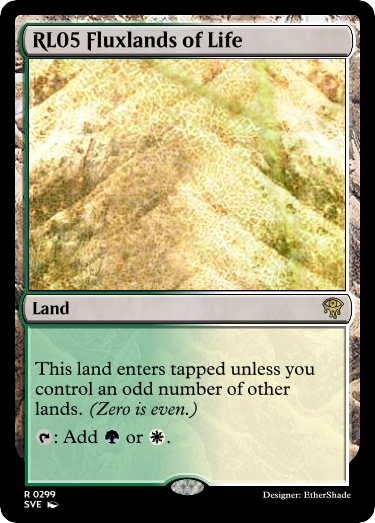 RL05 Fluxlands of Life
Land
This land enters tapped unless you
control an odd number of other
lands. (Zero is even.)
: Add or .
R 0299
SVE
Designer: EtherShade